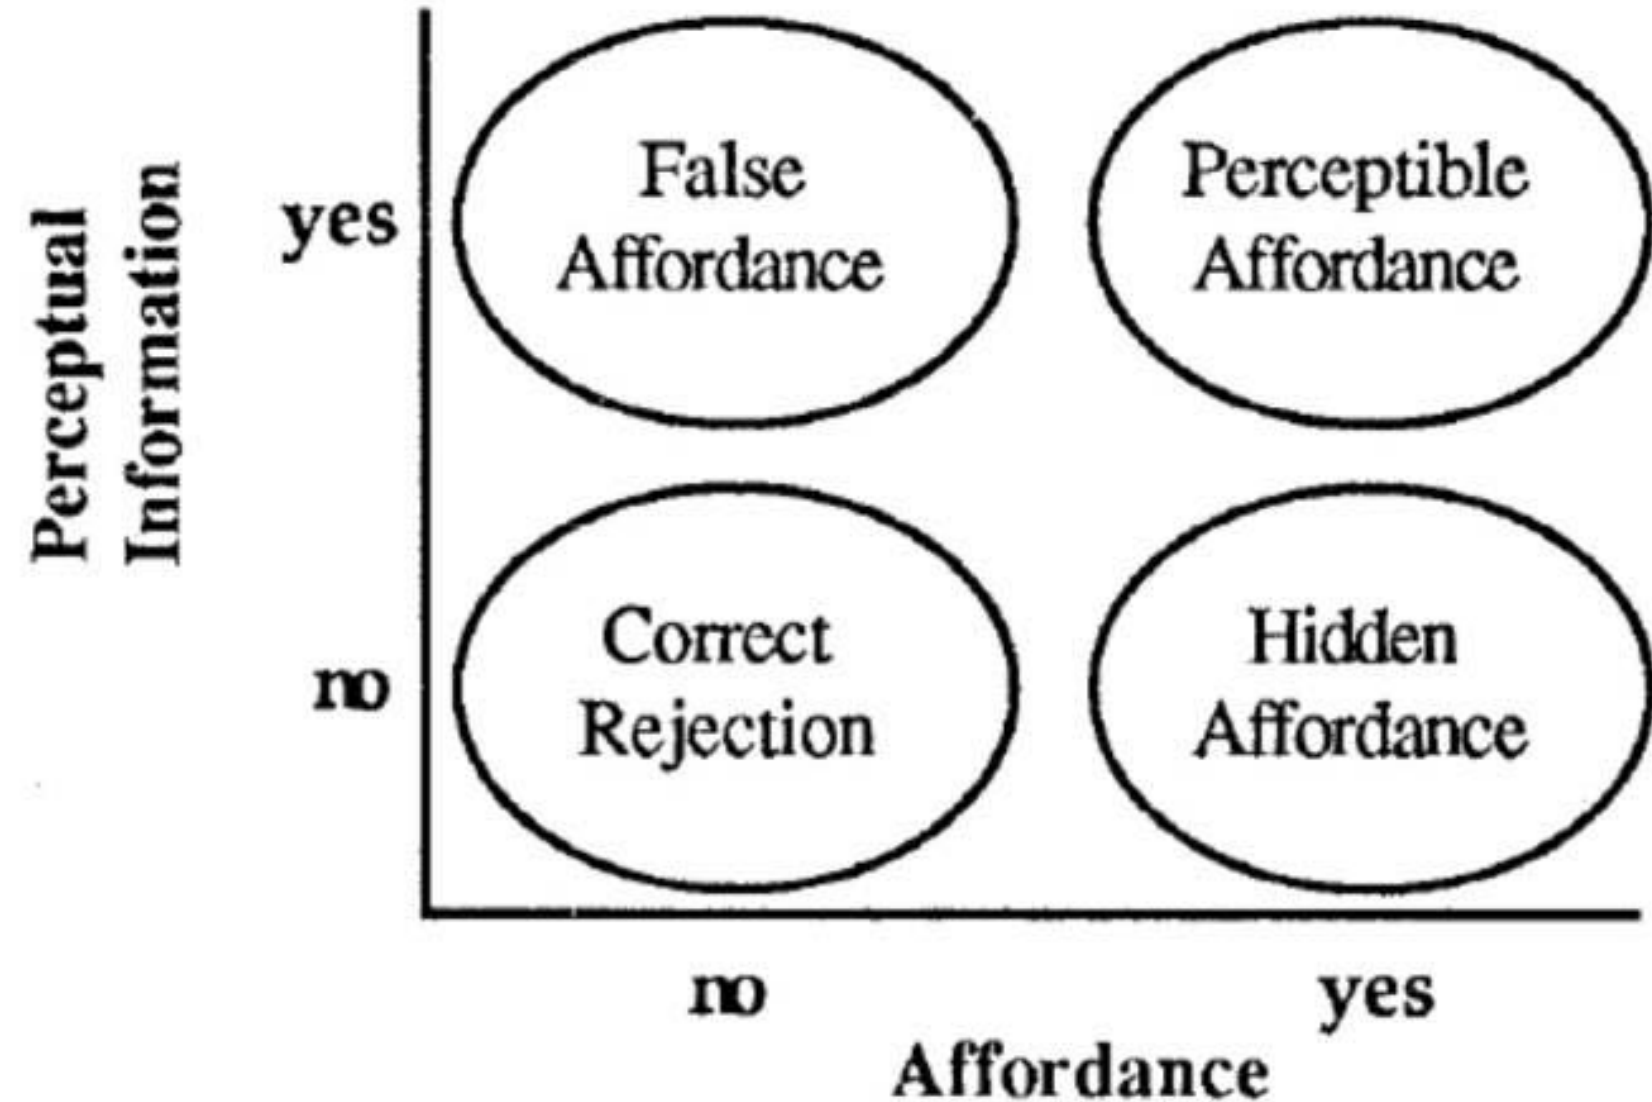 Perceptual
Information
yes
False
Affordance
Perceptible
Affordance
no
Correct
Rejection
Hidden
Affordance
no
yes
Affordance